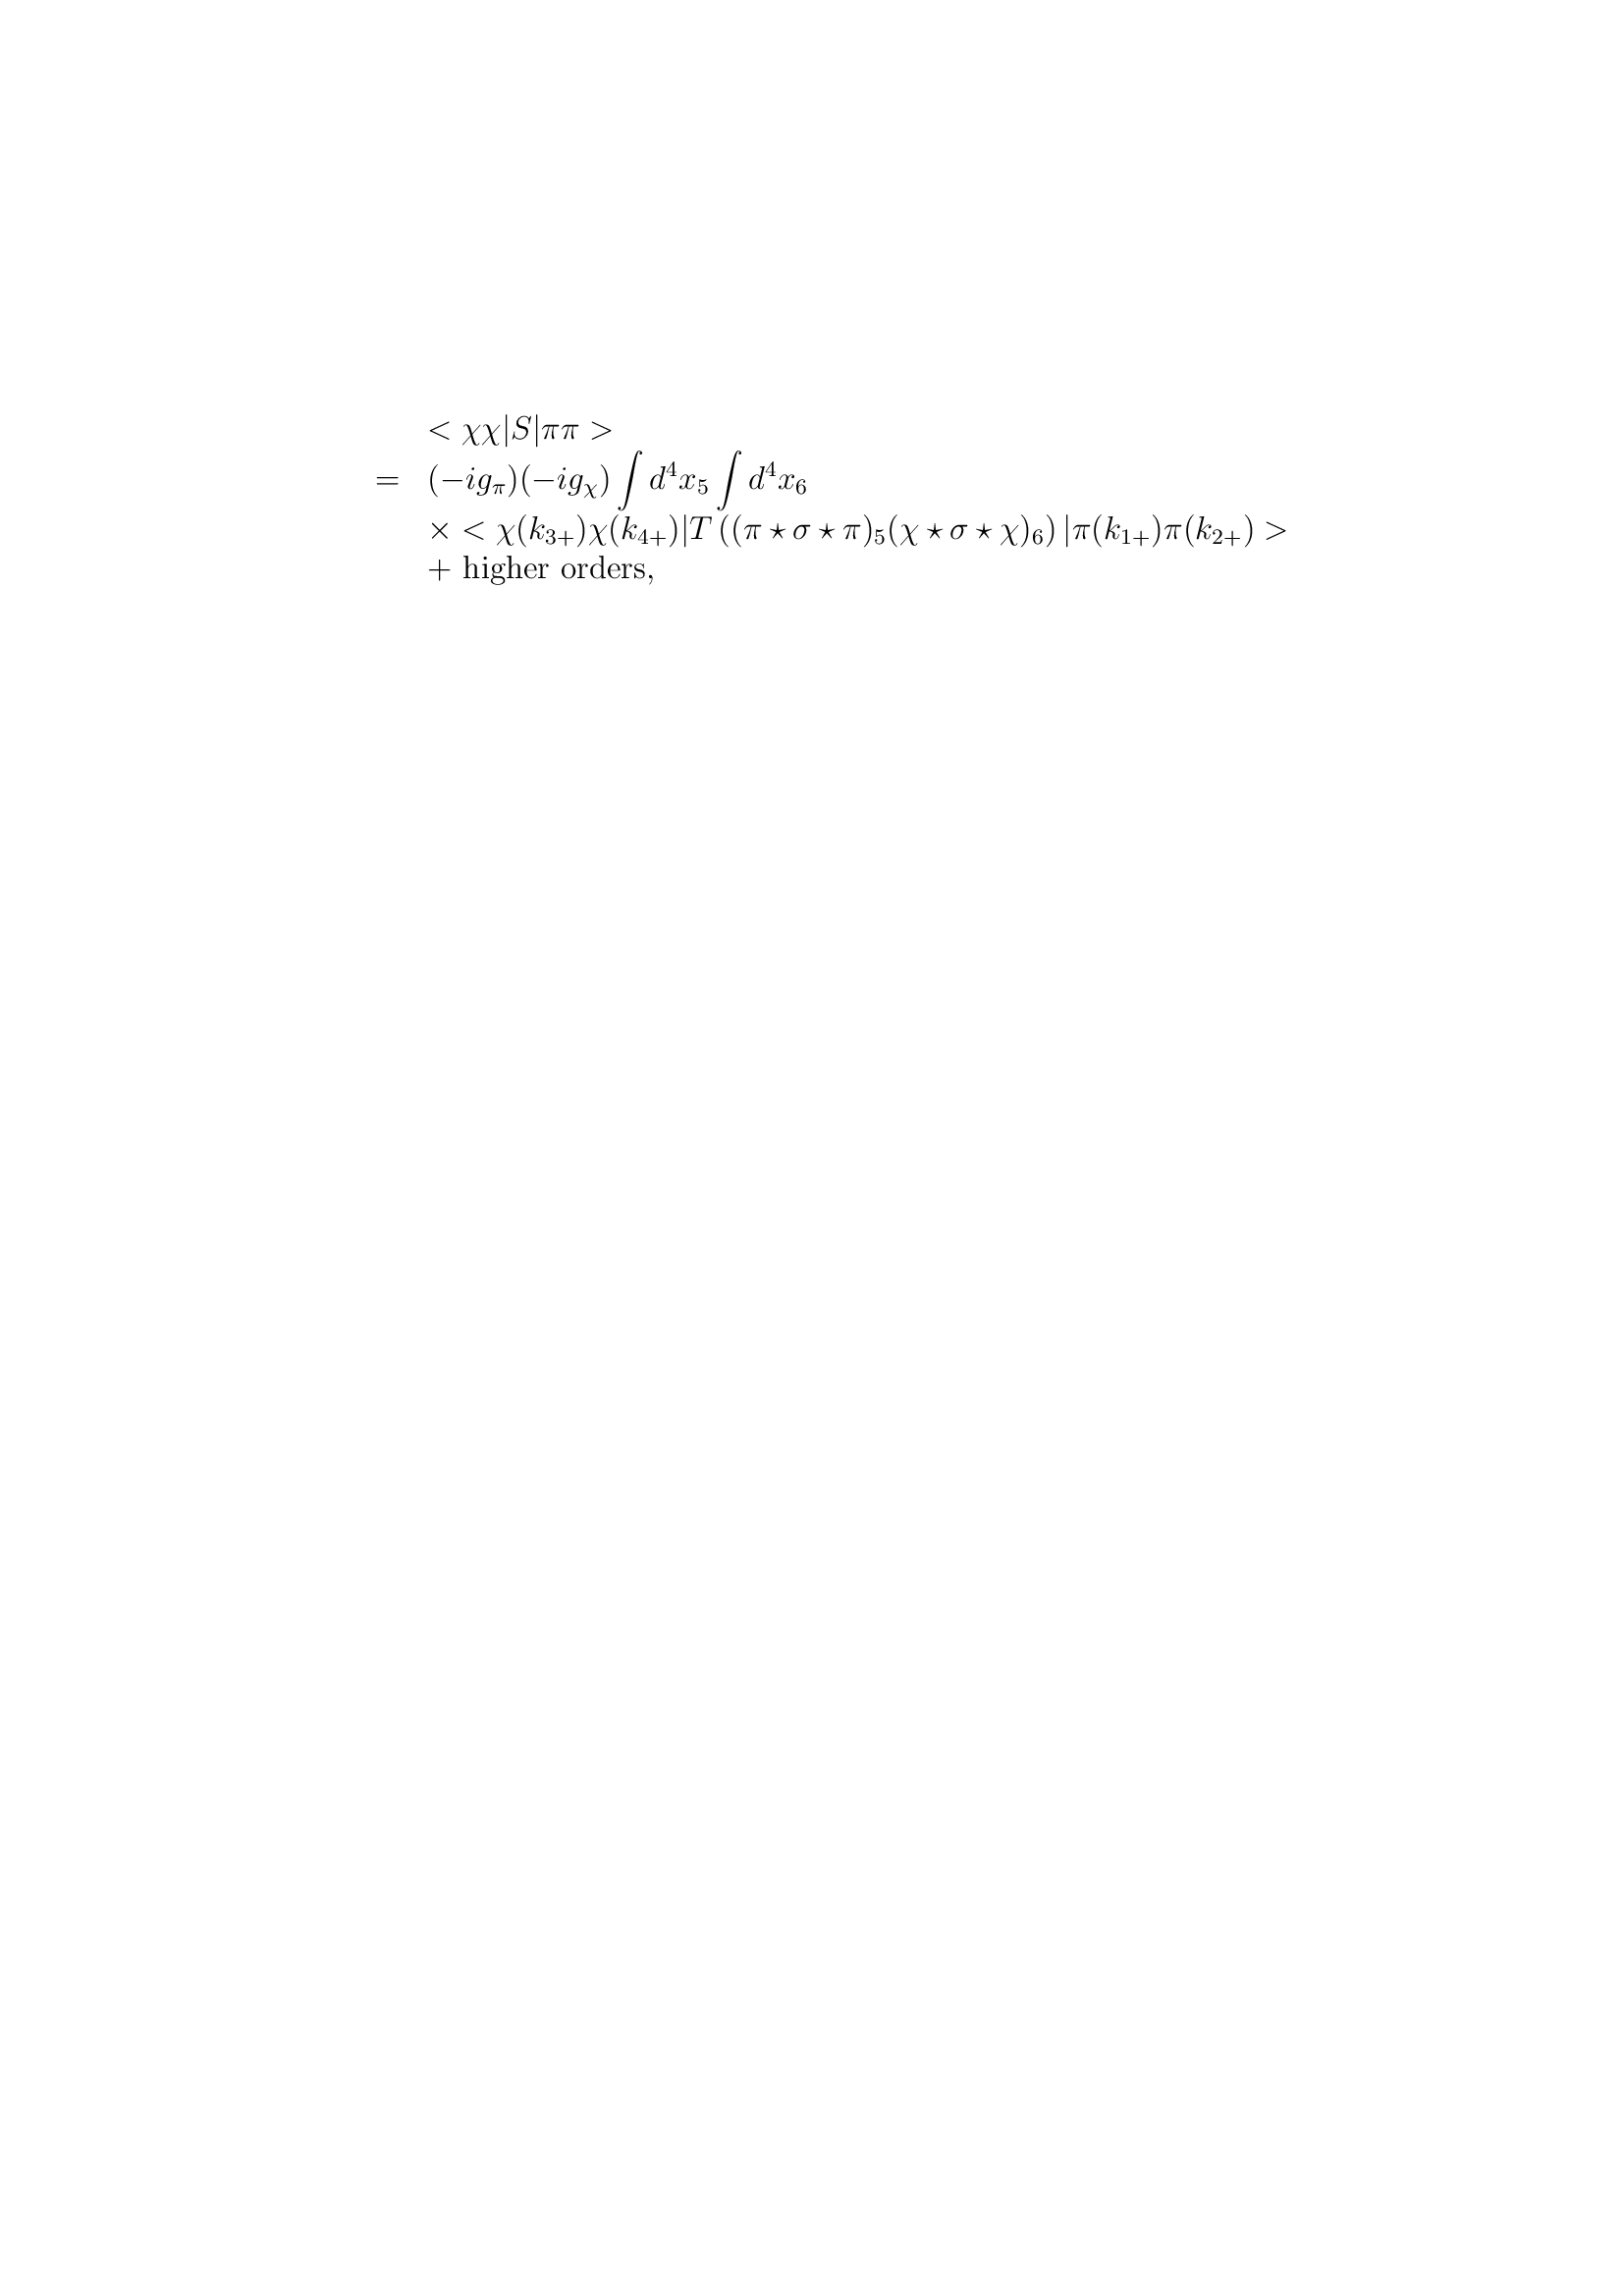 $< \chi\chi|S|\pi\pi >$
$= \quad (-ig_{\pi})(-ig_{\chi}) \int d^4x_5 \int d^4x_6$
$\times < \chi(k_{3+})\chi(k_{4+})|T\left((\pi \star \sigma \star \pi)_5(\chi \star \sigma \star \chi)_6\right)|\pi(k_{1+})\pi(k_{2+}) >$
$+$ higher orders,